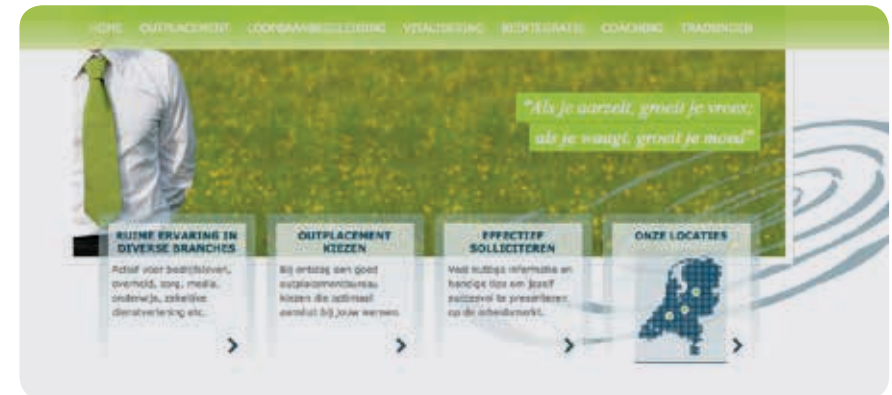 HOME OUTPLACEMENT LOOPBAANBEGELEIDING VITALISERING REÏNTEGRATIE COACHING TRAININGEN
"Als je aarzelt, groeit je vrees;
als je waagt, groeit je moed"
RUIME ERVARING IN
DIVERSE BRANCHES
Actief voor bedrijfsleven,
overheid, zorg, media,
onderwijs, zakelijke
dienstverlening etc.
OUTPLACEMENT
KIEZEN
Bij ontslag een goed
outplacementbureau
kiezen die optimaal
aansluit bij jouw wensen.
EFFECTIEF
SOLLICITEREN
Veel nuttige informatie en
handige tips om jezelf
succesvol te presenteren
op de arbeidsmarkt.
ONZE LOCATIES